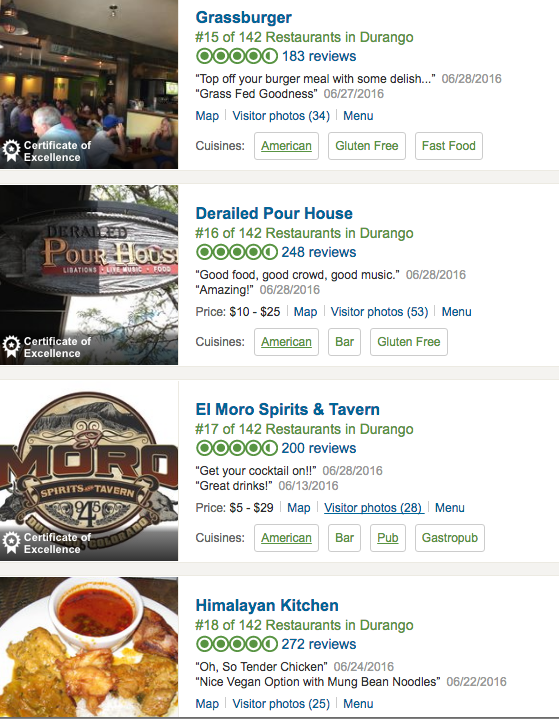 Grassburger
#15 of 142 Restaurants in Durango
183 reviews
“Top off your burger meal with some delish...” 06/28/2016
“Grass Fed Goodness” 06/27/2016
Map Visitor photos (34) Menu
Cuisines: American Gluten Free Fast Food
Certificate of
Excellence
Derailed Pour House
#16 of 142 Restaurants in Durango
248 reviews
“Good food, good crowd, good music.” 06/28/2016
“Amazing!” 06/28/2016
Price: $10 - $25 Map Visitor photos (53) Menu
Cuisines: American Bar Gluten Free
DERAILED
POUR HOUSE
LIBATIONS • LIVE MUSIC • FOOD
Certificate of
Excellence
El Moro Spirits & Tavern
#17 of 142 Restaurants in Durango
200 reviews
“Get your cocktail on!!” 06/28/2016
“Great drinks!” 06/13/2016
Price: $5 - $29 Map Visitor photos (28) Menu
Cuisines: American Bar Pub Gastropub
El
MORO
SPIRITS AND TAVERN
945
COLORADO
Certificate of
Excellence
Himalayan Kitchen
#18 of 142 Restaurants in Durango
272 reviews
“Oh, So Tender Chicken” 06/24/2016
“Nice Vegan Option with Mung Bean Noodles” 06/22/2016
Map Visitor photos (25) Menu